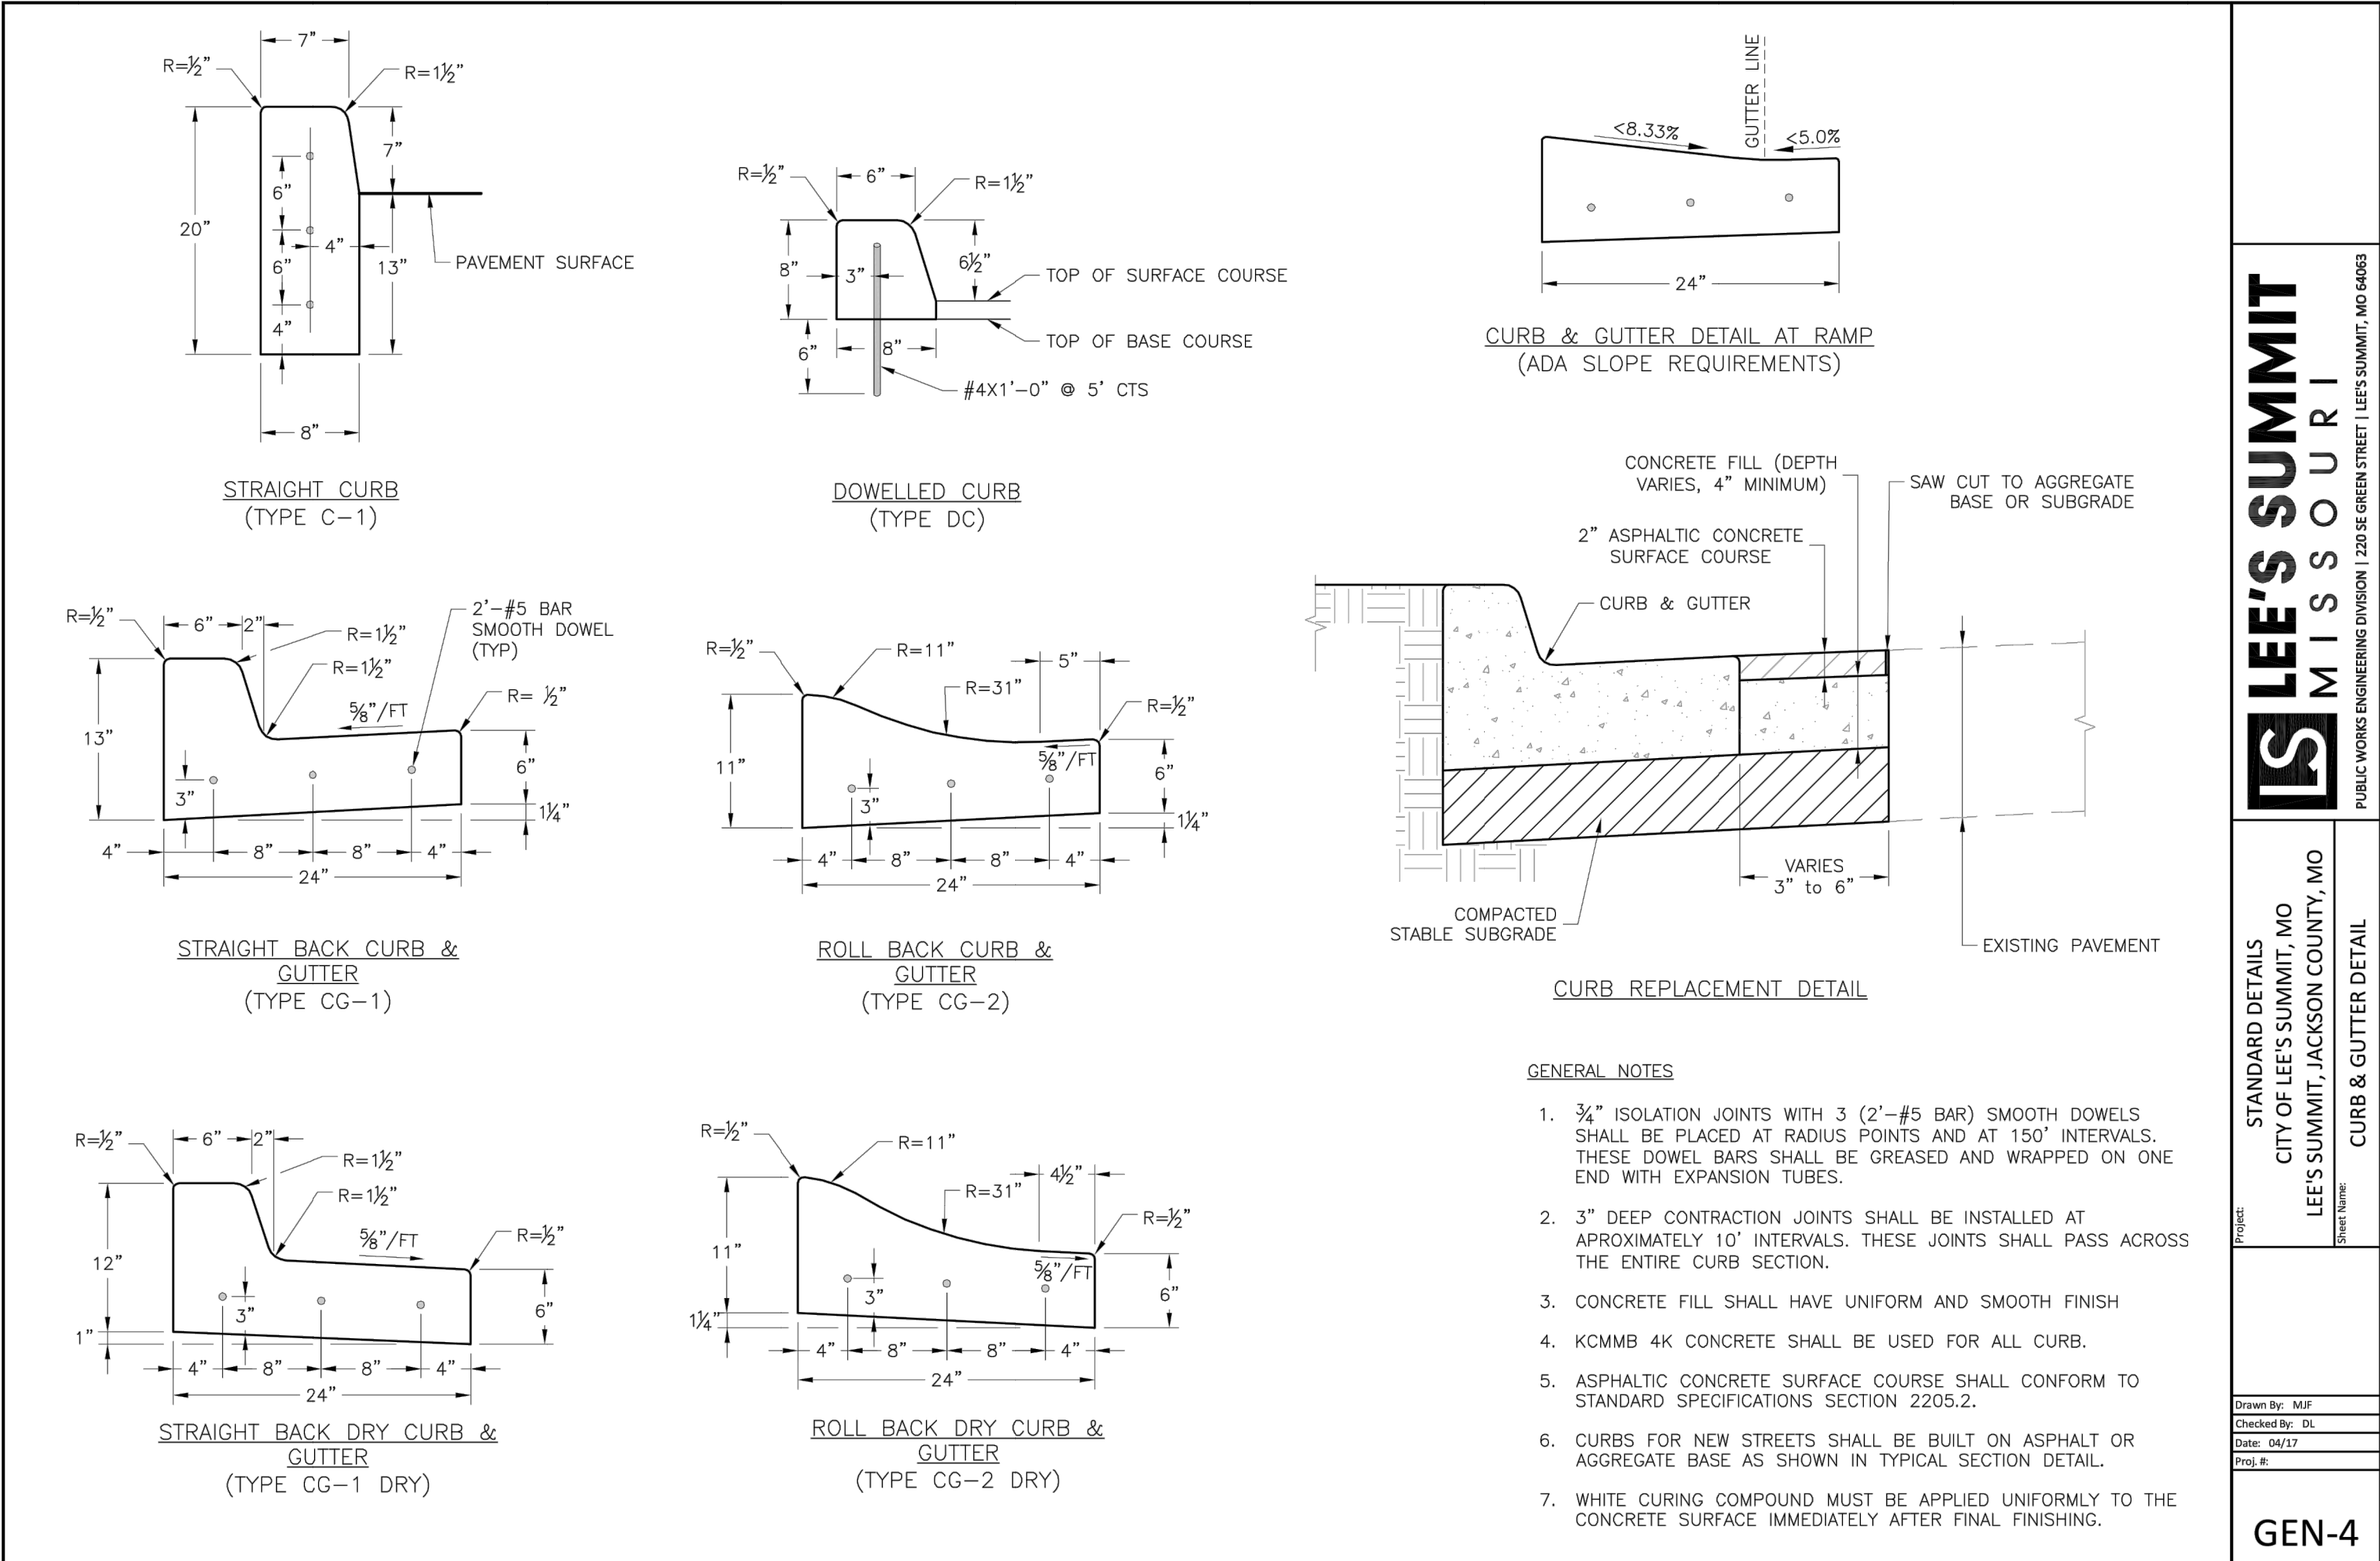 7”
R=½”
R=1½”
7”
6”
20”
4”
6”
13”
PAVEMENT SURFACE
4”
8”
STRAIGHT CURB
(TYPE C–1)
R=½”
6”
R=1½”
8”
3”
6½”
TOP OF SURFACE COURSE
TOP OF BASE COURSE
6”
8”
#4X1’–0” @ 5’ CTS
DOWELLED CURB
(TYPE DC)
GUTTER LINE
<8.33%
<5.0%
24”
CURB & GUTTER DETAIL AT RAMP
(ADA SLOPE REQUIREMENTS)
R=½”
6”
2”
R=1½”
R=1½”
2’–#5 BAR
SMOOTH DOWEL
(TYP)
R= ½”
⅝”/FT
13”
6”
3”
1¼”
4”
8”
8”
4”
24”
STRAIGHT BACK CURB &
GUTTER
(TYPE CG–1)
R=½”
R=11”
5”
R=31”
R=½”
⅝”/FT
11”
6”
3”
1¼”
4”
8”
8”
4”
24”
ROLL BACK CURB &
GUTTER
(TYPE CG–2)
CONCRETE FILL (DEPTH
VARIES, 4” MINIMUM)
SAW CUT TO AGGREGATE
BASE OR SUBGRADE
2” ASPHALTIC CONCRETE
SURFACE COURSE
CURB & GUTTER
VARIES
3” to 6”
COMPACTED
STABLE SUBGRADE
EXISTING PAVEMENT
CURB REPLACEMENT DETAIL
R=½”
6”
2”
R=1½”
R=1½”
⅝”/FT
R=½”
12”
3”
6”
1”
4”
8”
8”
4”
24”
STRAIGHT BACK DRY CURB &
GUTTER
(TYPE CG–1 DRY)
R=½”
R=11”
4½”
R=31”
R=½”
11”
⅝”/FT
3”
6”
1¼”
4”
8”
8”
4”
24”
ROLL BACK DRY CURB &
GUTTER
(TYPE CG–2 DRY)
GENERAL NOTES
1. ¾” ISOLATION JOINTS WITH 3 (2’–#5 BAR) SMOOTH DOWELS
SHALL BE PLACED AT RADIUS POINTS AND AT 150’ INTERVALS.
THESE DOWEL BARS SHALL BE GREASED AND WRAPPED ON ONE
END WITH EXPANSION TUBES.
2. 3” DEEP CONTRACTION JOINTS SHALL BE INSTALLED AT
APROXIMATELY 10’ INTERVALS. THESE JOINTS SHALL PASS ACROSS
THE ENTIRE CURB SECTION.
3. CONCRETE FILL SHALL HAVE UNIFORM AND SMOOTH FINISH
4. KCMMB 4K CONCRETE SHALL BE USED FOR ALL CURB.
5. ASPHALTIC CONCRETE SURFACE COURSE SHALL CONFORM TO
STANDARD SPECIFICATIONS SECTION 2205.2.
6. CURBS FOR NEW STREETS SHALL BE BUILT ON ASPHALT OR
AGGREGATE BASE AS SHOWN IN TYPICAL SECTION DETAIL.
7. WHITE CURING COMPOUND MUST BE APPLIED UNIFORMLY TO THE
CONCRETE SURFACE IMMEDIATELY AFTER FINAL FINISHING.
LS
LEE'S SUMMIT
MISSOURI
PUBLIC WORKS ENGINEERING DIVISION | 220 SE GREEN STREET | LEE'S SUMMIT, MO 64063
Project:
STANDARD DETAILS
CITY OF LEE'S SUMMIT, MO
LEE'S SUMMIT, JACKSON COUNTY, MO
Sheet Name:
CURB & GUTTER DETAIL
Drawn By: MJF
Checked By: DL
Date: 04/17
Proj. #:
GEN-4